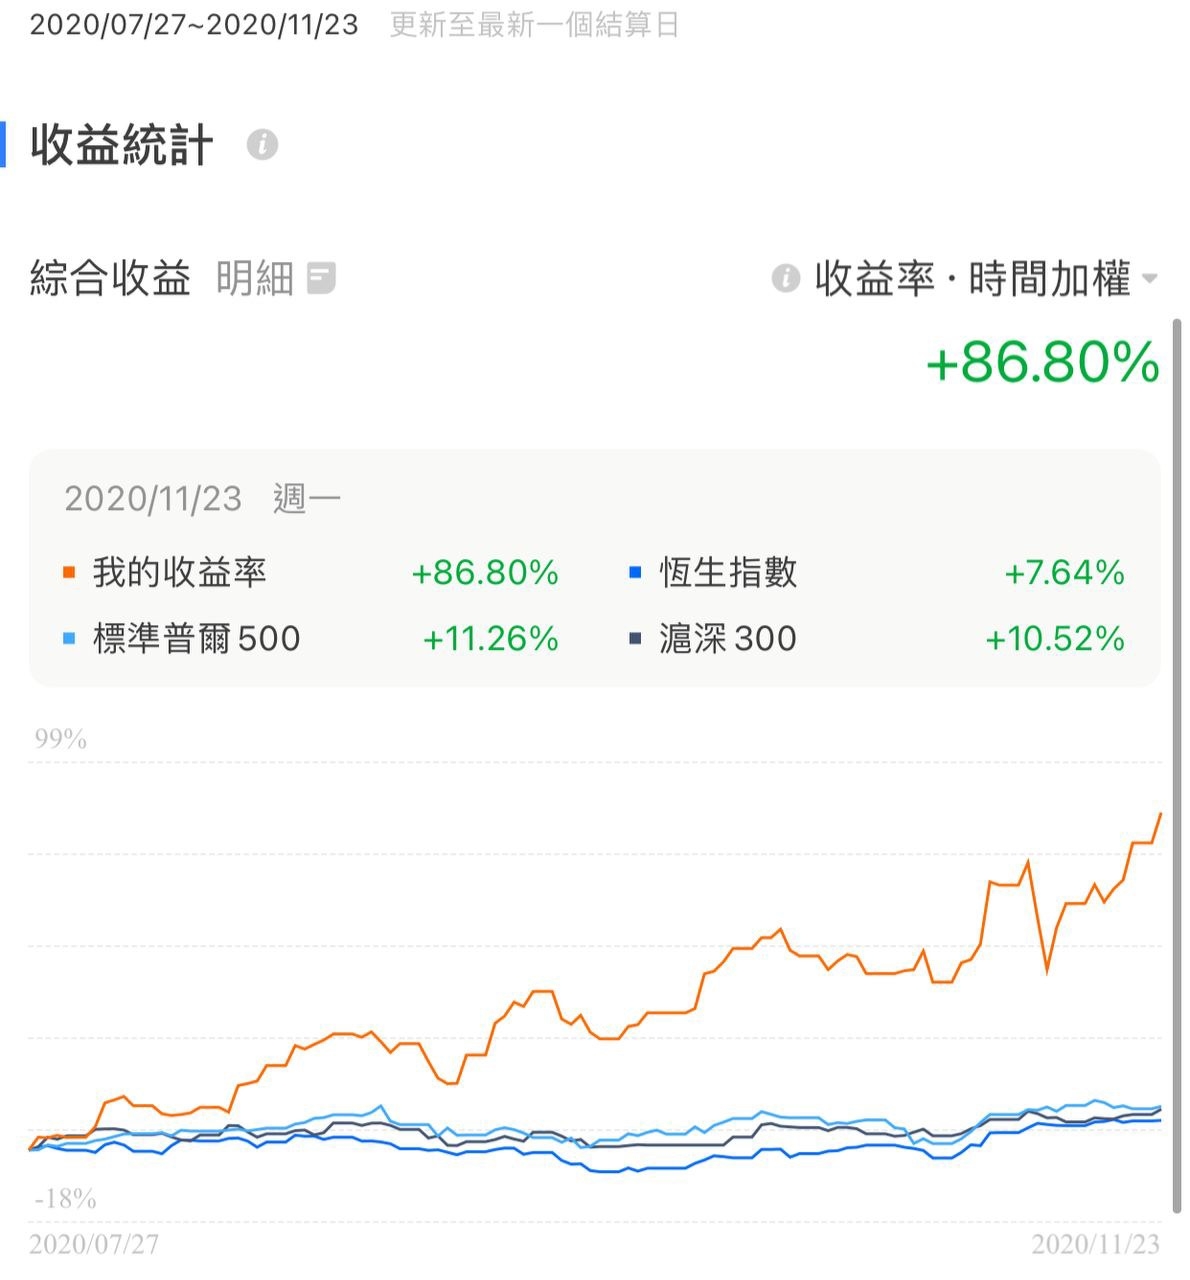 2020/07/27~2020/11/23 更新至最新一個結算日
收益統計
綜合收益 明細 收益率·時間加權
+86.80%
2020/11/23 週一
我的收益率 +86.80% 恆生指數 +7.64%
標準普爾500 +11.26% 滬深300 +10.52%
99%
-18%
2020/07/27 2020/11/23